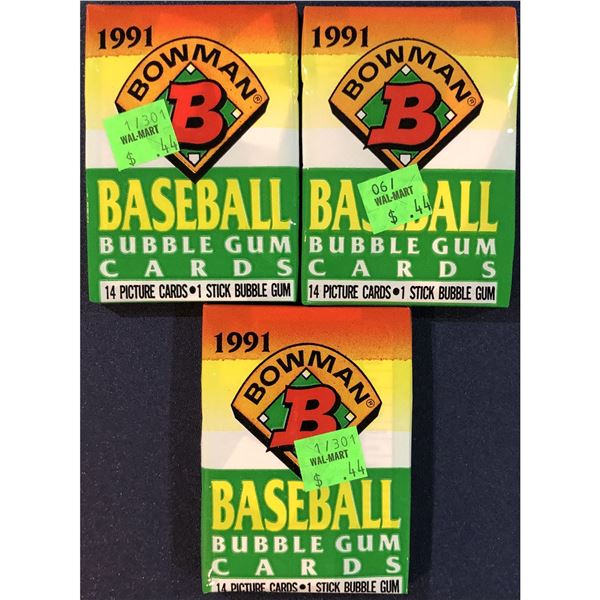 1991
BOWMAN®
B
1/301
WAL-MART
$ .44
BASEBALL
BUBBLE GUM
CARDS
14 PICTURE CARDS•1 STICK BUBBLE GUM
1991
BOWMAN®
B
06/
WAL-MART
$ .44
BASEBALL
BUBBLE GUM
CARDS
14 PICTURE CARDS•1 STICK BUBBLE GUM
1991
BOWMAN®
B
1/301
WAL-MART
$ .44
BASEBALL
BUBBLE GUM
CARDS
14 PICTURE CARDS•1 STICK BUBBLE GUM